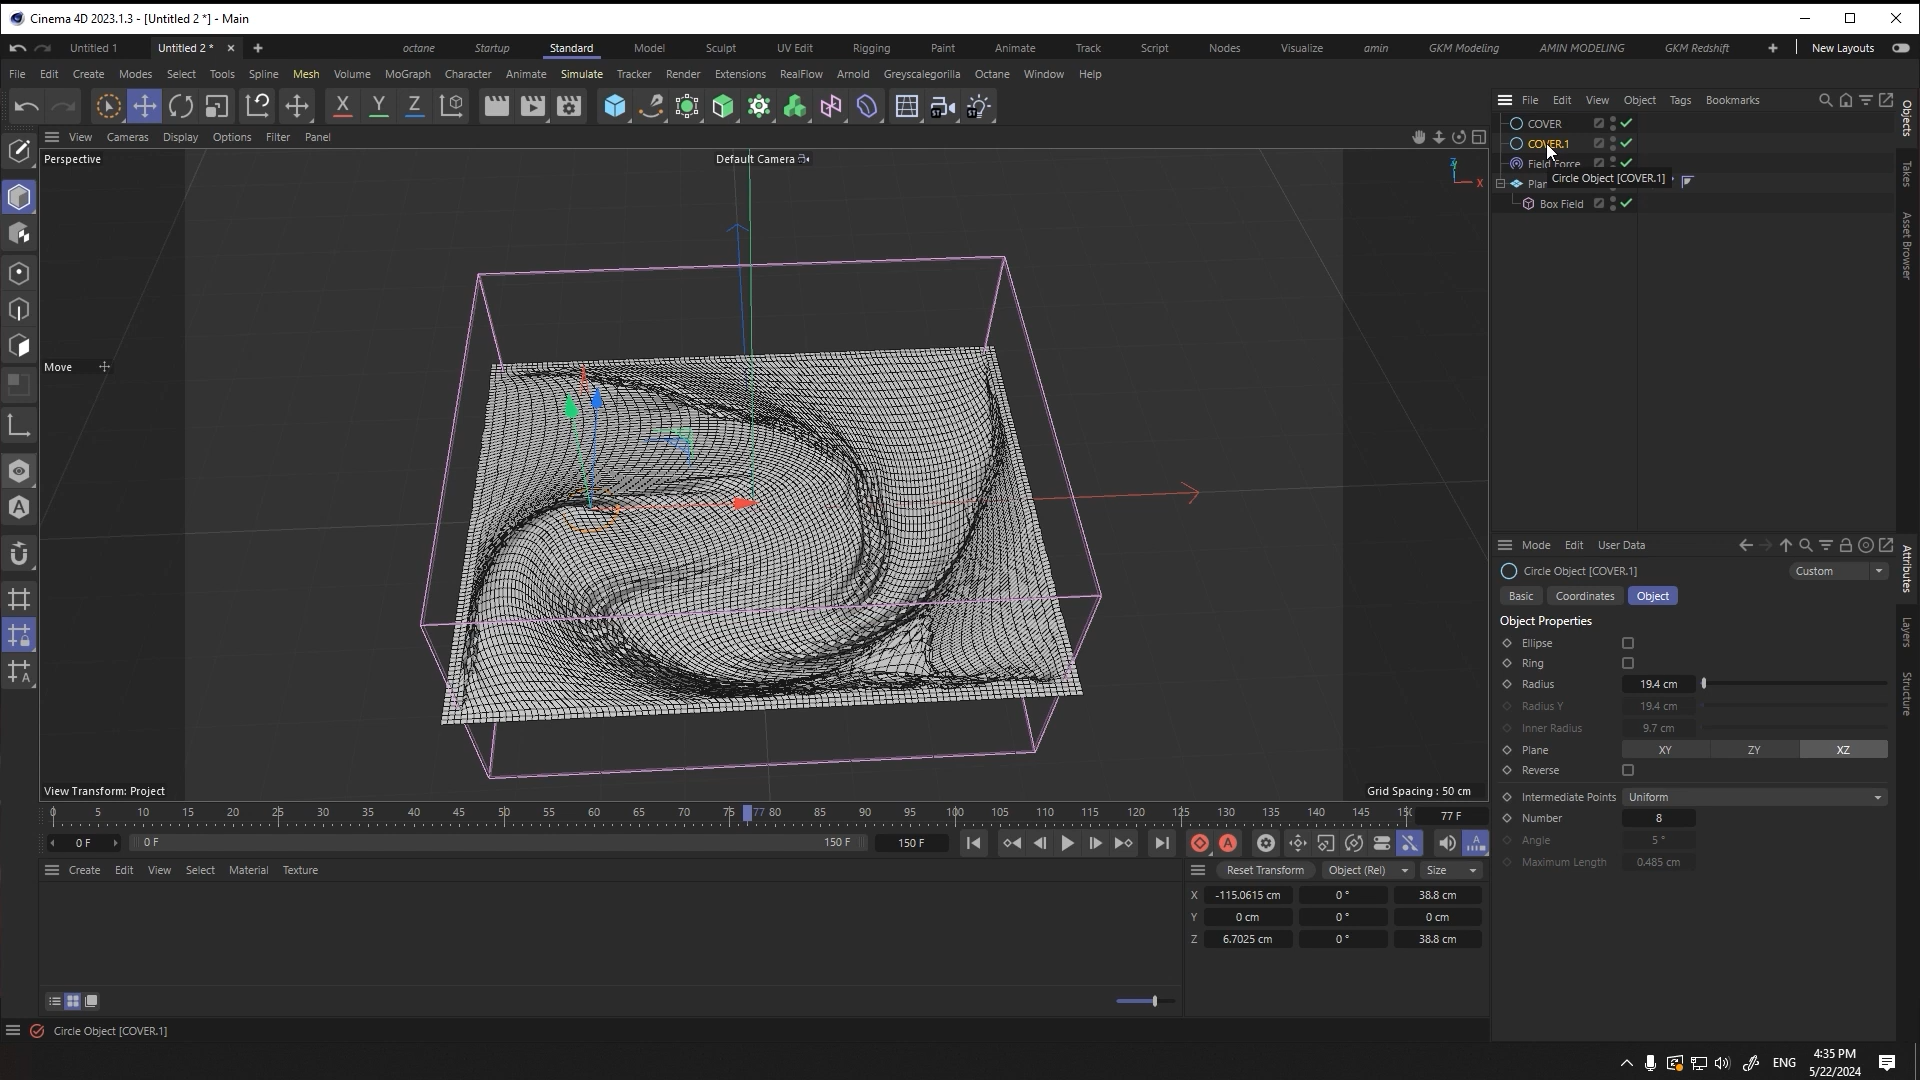 Cinema 4D 2023.1.3 - [Untitled 2 *] - Main
Untitled 1 Untitled 2 * octane Startup Standard Model Sculpt UV Edit Rigging Paint Animate Track Script Nodes Visualize amin GKM Modeling AMIN MODELING GKM Redshift New Layouts
File Edit Create Modes Select Tools Spline Mesh Volume MoGraph Character Animate Simulate Tracker Render Extensions RealFlow Arnold Greyscalegorilla Octane Window Help
X Y Z
File Edit View Object Tags Bookmarks
COVER
COVER.1
Field Force
Circle Object [COVER.1]
Plan
Box Field
Objects
Takes
Asset Browser
View Cameras Display Options Filter Panel
Perspective
Default Camera
Z
X
Move
View Transform: Project
Grid Spacing : 50 cm
Mode Edit User Data
Circle Object [COVER.1] Custom
Basic Coordinates Object
Object Properties
Ellipse
Ring
Radius 19.4 cm
Radius Y 19.4 cm
Inner Radius 9.7 cm
Plane XY ZY XZ
Reverse
Intermediate Points Uniform
Number 8
Angle 5 °
Maximum Length 0.485 cm
Attributes
Layers
Structure
0 5 10 15 20 25 30 35 40 45 50 55 60 65 70 75 77 80 85 90 95 100 105 110 115 120 125 130 135 140 145 77 F
0 F 0 F 150 F 150 F
Create Edit View Select Material Texture
Reset Transform Object (Rel) Size
X -115.0615 cm 0 ° 38.8 cm
Y 0 cm 0 ° 0 cm
Z 6.7025 cm 0 ° 38.8 cm
Circle Object [COVER.1]
ENG
4:35 PM
5/22/2024